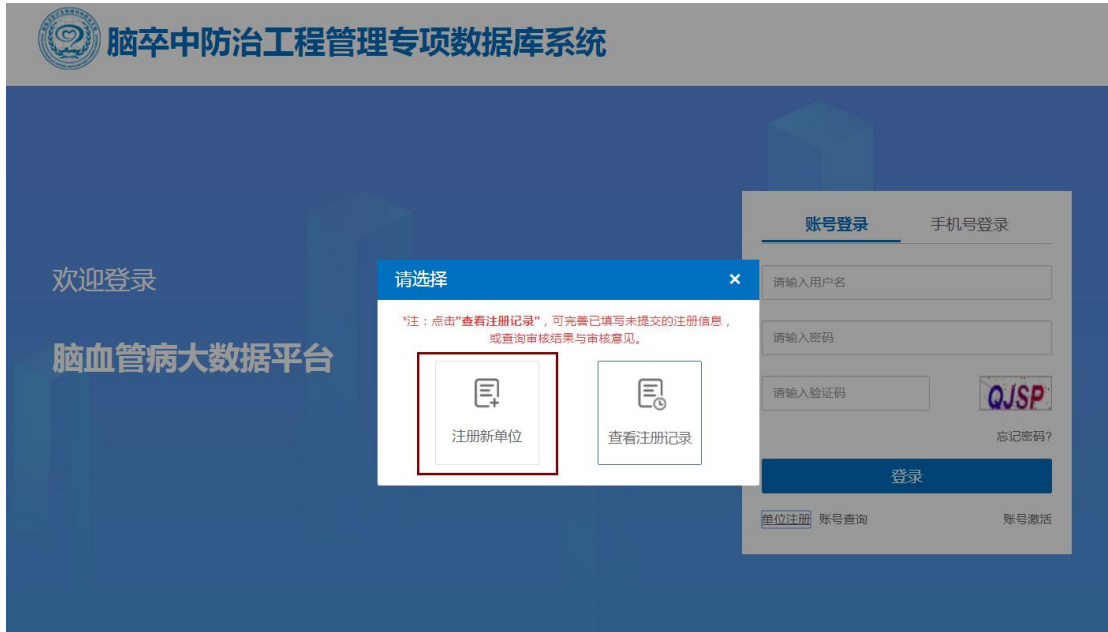 脑卒中防治工程管理专项数据库系统
欢迎登录
脑血管病大数据平台
请选择
×
*注：点击"查看注册记录"，可完善已填写未提交的注册信息，
或查询审核结果与审核意见。
注册新单位
查看注册记录
账号登录 手机号登录
请输入用户名
请输入密码
请输入验证码 QJSP
忘记密码?
登录
单位注册 账号查询 账号激活